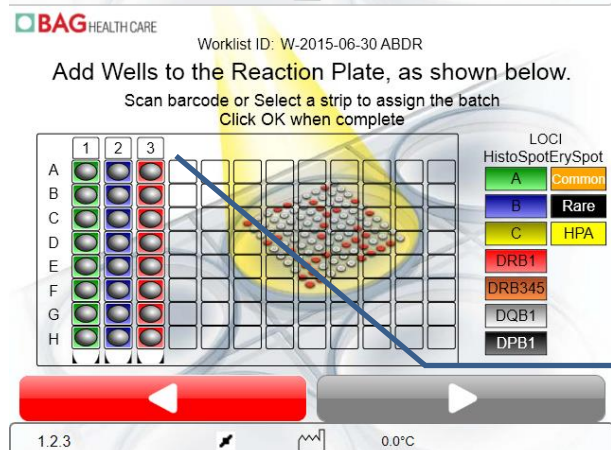 BAG HEALTH CARE
Worklist ID: W-2015-06-30 ABDR
Add Wells to the Reaction Plate, as shown below.
Scan barcode or Select a strip to assign the batch
Click OK when complete
1 2 3
A
B
C
D
E
F
G
H
LOCI
HistoSpot ErySpot
A Common
B Rare
C HPA
DRB1
DRB345
DQB1
DPB1
1.2.3 0.0°C